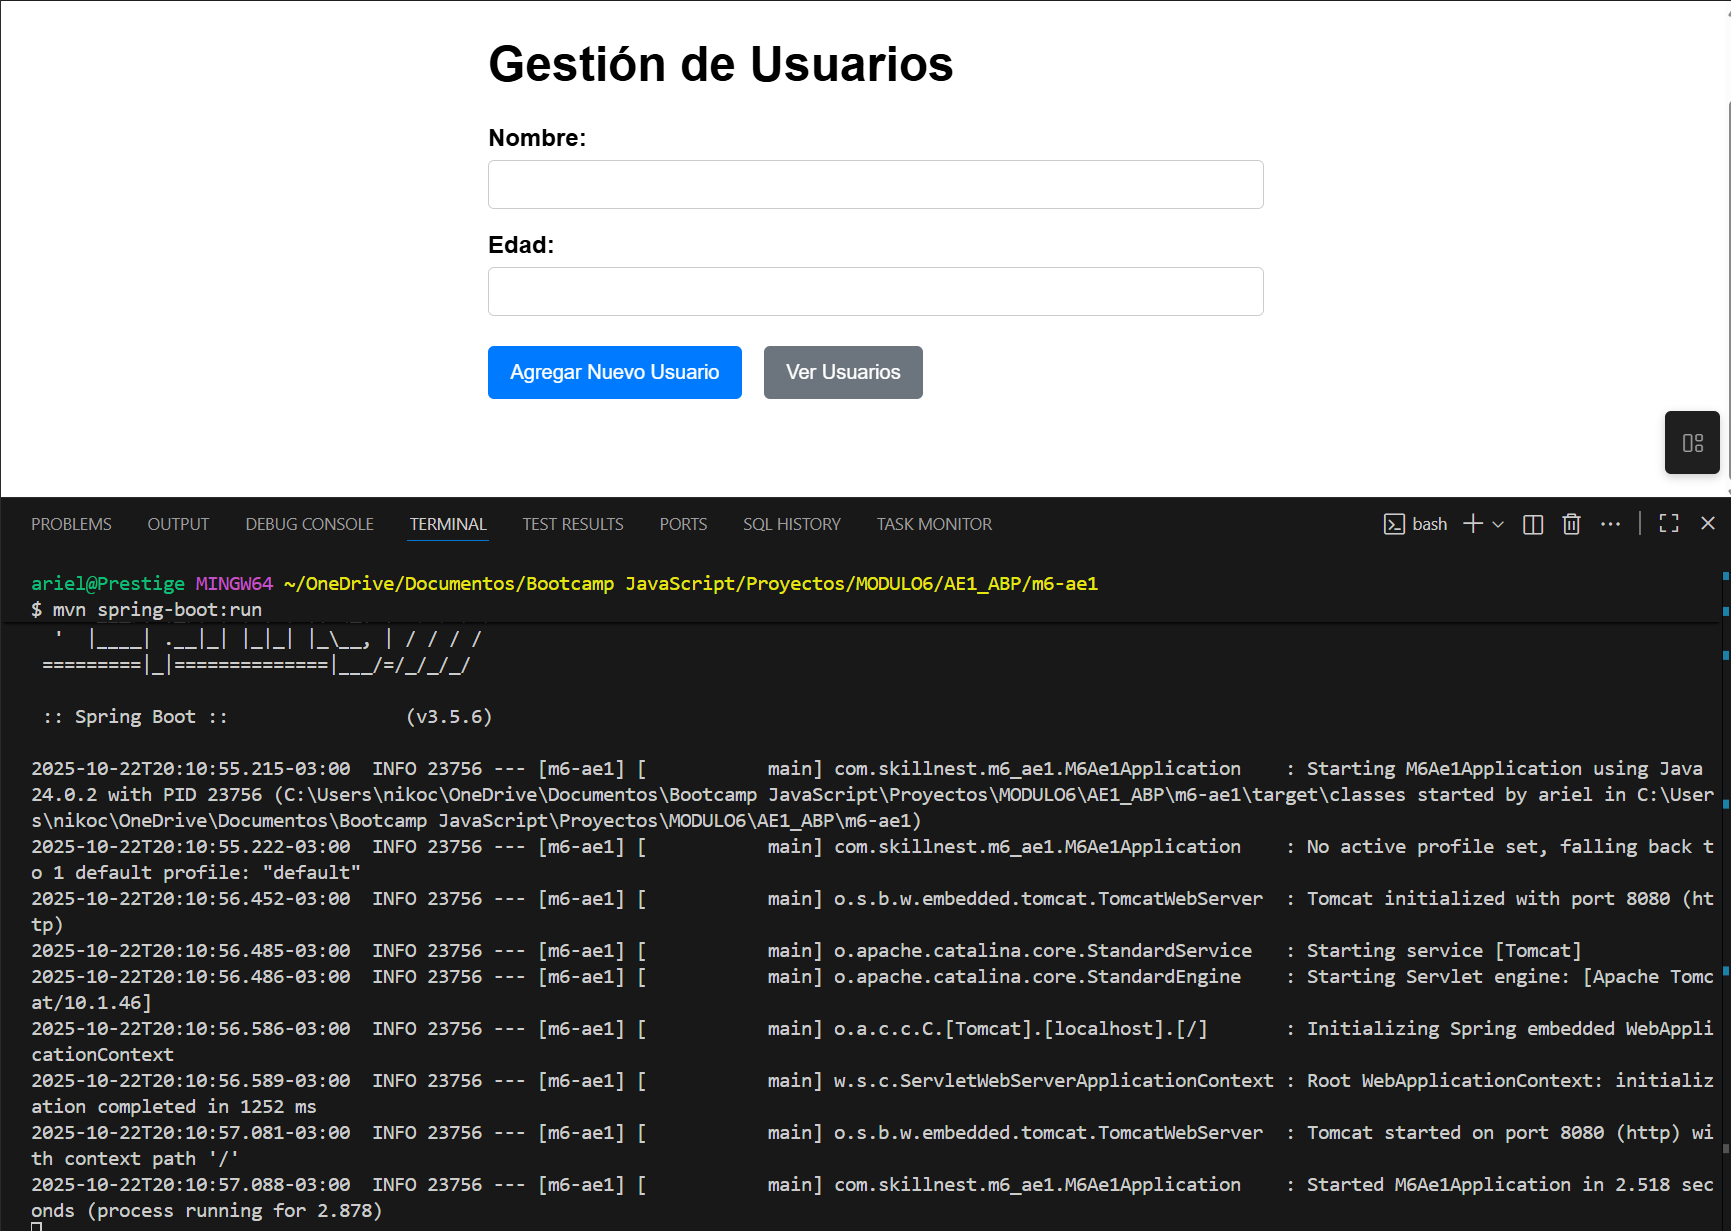 Gestión de Usuarios
Nombre:
Edad:
Agregar Nuevo Usuario
Ver Usuarios
PROBLEMS OUTPUT DEBUG CONSOLE TERMINAL TEST RESULTS PORTS SQL HISTORY TASK MONITOR bash
ariel@Prestige MINGW64 ~/OneDrive/Documentos/Bootcamp JavaScript/Proyectos/MODULO6/AE1_ABP/m6-ae1
$ mvn spring-boot:run
  '  |____| .__|_| |_|_| |_\__, | / / / /
 =========|_|==============|___/=/_/_/_/
 :: Spring Boot ::                (v3.5.6)
2025-10-22T20:10:55.215-03:00  INFO 23756 --- [m6-ae1] [           main] com.skillnest.m6_ae1.M6Ae1Application    : Starting M6Ae1Application using Java
24.0.2 with PID 23756 (C:\Users\nikoc\OneDrive\Documentos\Bootcamp JavaScript\Proyectos\MODULO6\AE1_ABP\m6-ae1\target\classes started by ariel in C:\User
s\nikoc\OneDrive\Documentos\Bootcamp JavaScript\Proyectos\MODULO6\AE1_ABP\m6-ae1)
2025-10-22T20:10:55.222-03:00  INFO 23756 --- [m6-ae1] [           main] com.skillnest.m6_ae1.M6Ae1Application    : No active profile set, falling back t
o 1 default profile: "default"
2025-10-22T20:10:56.452-03:00  INFO 23756 --- [m6-ae1] [           main] o.s.b.w.embedded.tomcat.TomcatWebServer  : Tomcat initialized with port 8080 (ht
tp)
2025-10-22T20:10:56.485-03:00  INFO 23756 --- [m6-ae1] [           main] o.apache.catalina.core.StandardService   : Starting service [Tomcat]
2025-10-22T20:10:56.486-03:00  INFO 23756 --- [m6-ae1] [           main] o.apache.catalina.core.StandardEngine    : Starting Servlet engine: [Apache Tomc
at/10.1.46]
2025-10-22T20:10:56.586-03:00  INFO 23756 --- [m6-ae1] [           main] o.a.c.c.C.[Tomcat].[localhost].[/]       : Initializing Spring embedded WebAppli
cationContext
2025-10-22T20:10:56.589-03:00  INFO 23756 --- [m6-ae1] [           main] w.s.c.ServletWebServerApplicationContext : Root WebApplicationContext: initializ
ation completed in 1252 ms
2025-10-22T20:10:57.081-03:00  INFO 23756 --- [m6-ae1] [           main] o.s.b.w.embedded.tomcat.TomcatWebServer  : Tomcat started on port 8080 (http) wi
th context path '/'
2025-10-22T20:10:57.088-03:00  INFO 23756 --- [m6-ae1] [           main] com.skillnest.m6_ae1.M6Ae1Application    : Started M6Ae1Application in 2.518 sec
onds (process running for 2.878)